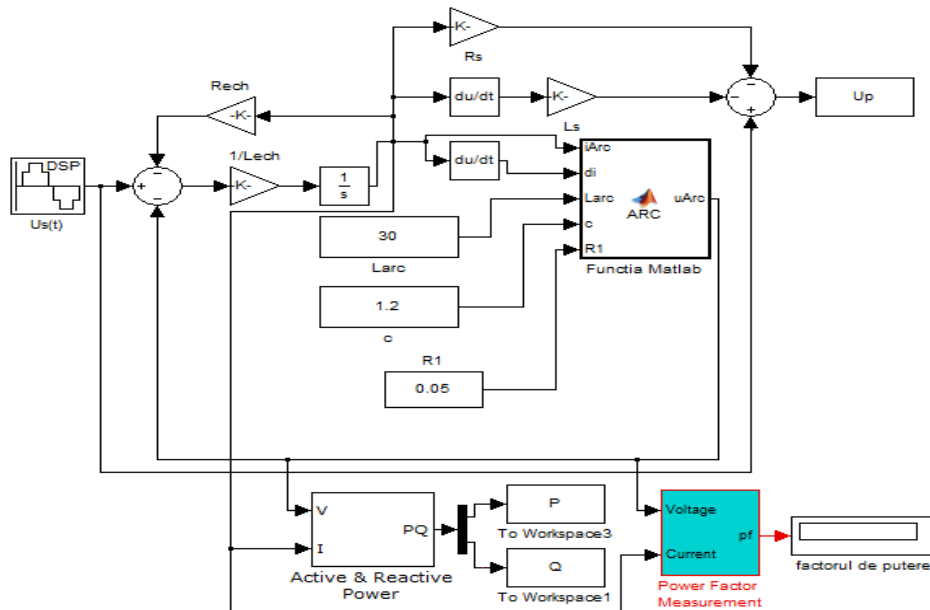 K-
Rs
-
-
+
Up
Rech
-K-
du/dt
K-
Ls
1/Lech
DSP
Us(t)
+
-
-
K-
1
s
du/dt
iArc
di
Larc
c
R1
uArc
ARC
Functia Matlab
30
Larc
1.2
c
R1
0.05
V
I
PQ
Active & Reactive
Power
P
To Workspace3
Q
To Workspace1
Voltage
Current
pf
Power Factor
Measurement
factorul de putere